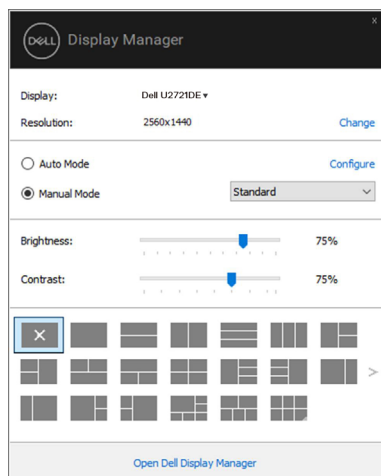 x
DELL Display Manager
Display: Dell U2721DE
Resolution: 2560x1440 Change
Auto Mode Configure
Manual Mode Standard
Brightness: 75%
Contrast: 75%
Open Dell Display Manager